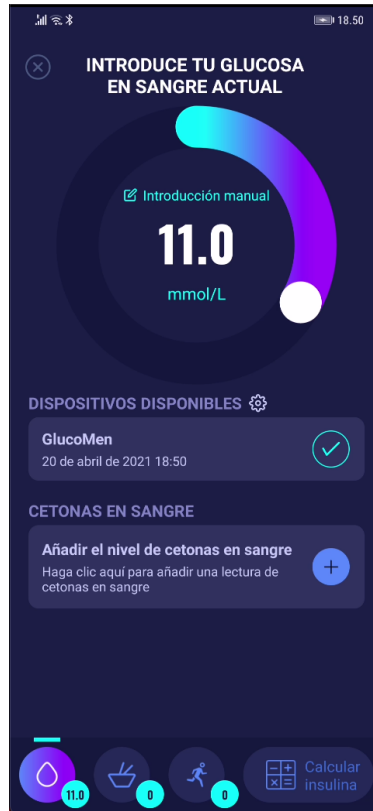 18.50
INTRODUCE TU GLUCOSA
EN SANGRE ACTUAL
Introducción manual
11.0
mmol/L
DISPOSITIVOS DISPONIBLES
GlucoMen
20 de abril de 2021 18:50
CETONAS EN SANGRE
Añadir el nivel de cetonas en sangre
Haga clic aquí para añadir una lectura de
cetonas en sangre
11.0
0
0
Calcular
insulina